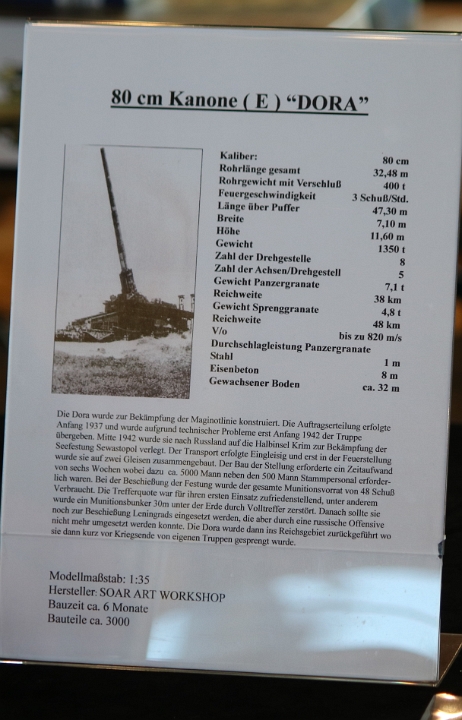 80 cm Kanone ( E ) “DORA”
Kaliber: 80 cm
Rohrlänge gesamt 32,48 m
Rohrgewicht mit Verschluß 400 t
Feuergeschwindigkeit 3 Schuß/Std.
Länge über Puffer 47,30 m
Breite 7,10 m
Höhe 11,60 m
Gewicht 1350 t
Zahl der Drehgestelle 8
Zahl der Achsen/Drehgestell 5
Gewicht Panzergranate 7,1 t
Reichweite 38 km
Gewicht Sprenggranate 4,8 t
Reichweite 48 km
V/o bis zu 820 m/s
Durchschlagleistung Panzergranate
Stahl 1 m
Eisenbeton 8 m
Gewachsener Boden ca. 32 m
Die Dora wurde zur Bekämpfung der Maginotlinie konstruiert. Die Auftragserteilung erfolgte
Anfang 1937 und wurde aufgrund technischer Probleme erst Anfang 1942 der Truppe
übergeben. Mitte 1942 wurde sie nach Russland auf die Halbinsel Krim zur Bekämpfung der
Seefestung Sewastopol verlegt. Der Transport erfolgte Eingleisig und erst in der Feuerstellung
wurde sie auf zwei Gleisen zusammengebaut. Der Bau der Stellung erforderte ein Zeitaufwand
von sechs Wochen wobei dazu ca. 5000 Mann neben den 500 Mann Stammpersonal erforder-
lich waren. Bei der Beschießung der Festung wurde der gesamte Munitionsvorrat von 48 Schuß
Verbraucht. Die Trefferquote war für ihren ersten Einsatz zufriedenstellend, unter anderem
wurde ein Munitionsbunker 30m unter der Erde durch Volltreffer zerstört. Danach sollte sie
noch zur Beschießung Leningrads eingesetzt werden, die aber durch eine russische Offensive
nicht mehr umgesetzt werden konnte. Die Dora wurde dann ins Reichsgebiet zurückgeführt wo
sie dann kurz vor Kriegsende von eigenen Truppen gesprengt wurde.
Modellmaßstab: 1:35
Hersteller: SOAR ART WORKSHOP
Bauzeit ca. 6 Monate
Bauteile ca. 3000